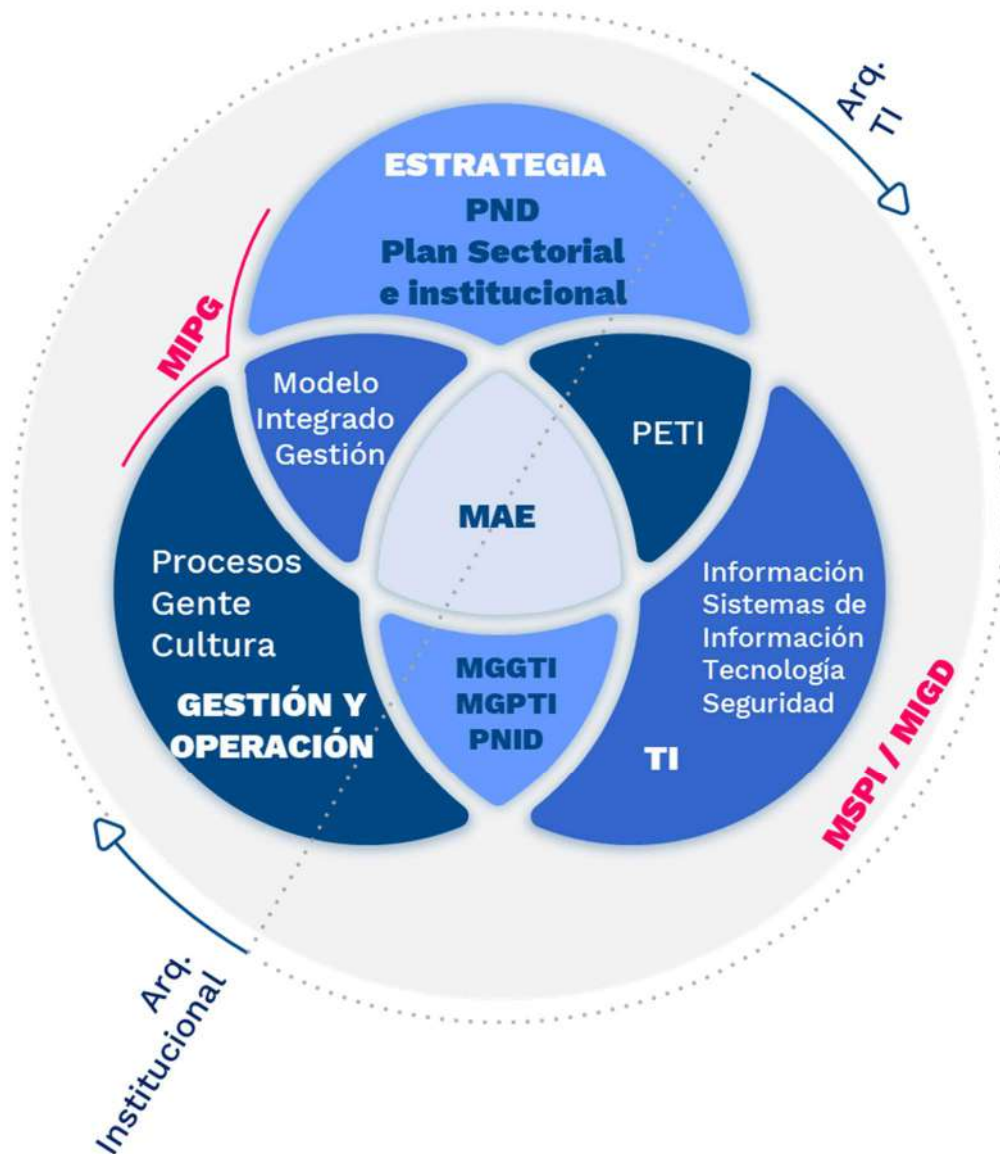 Arq.
TI
ESTRATEGIA
PND
Plan Sectorial
e institucional
MIPG
Modelo
Integrado
Gestión
PETI
MAE
Procesos
Gente
Cultura
GESTIÓN Y
OPERACIÓN
Información
Sistemas de
Información
Tecnología
Seguridad
TI
MGGTI
MGPTI
PNID
MSPI / MIGD
Arq.
Institucional